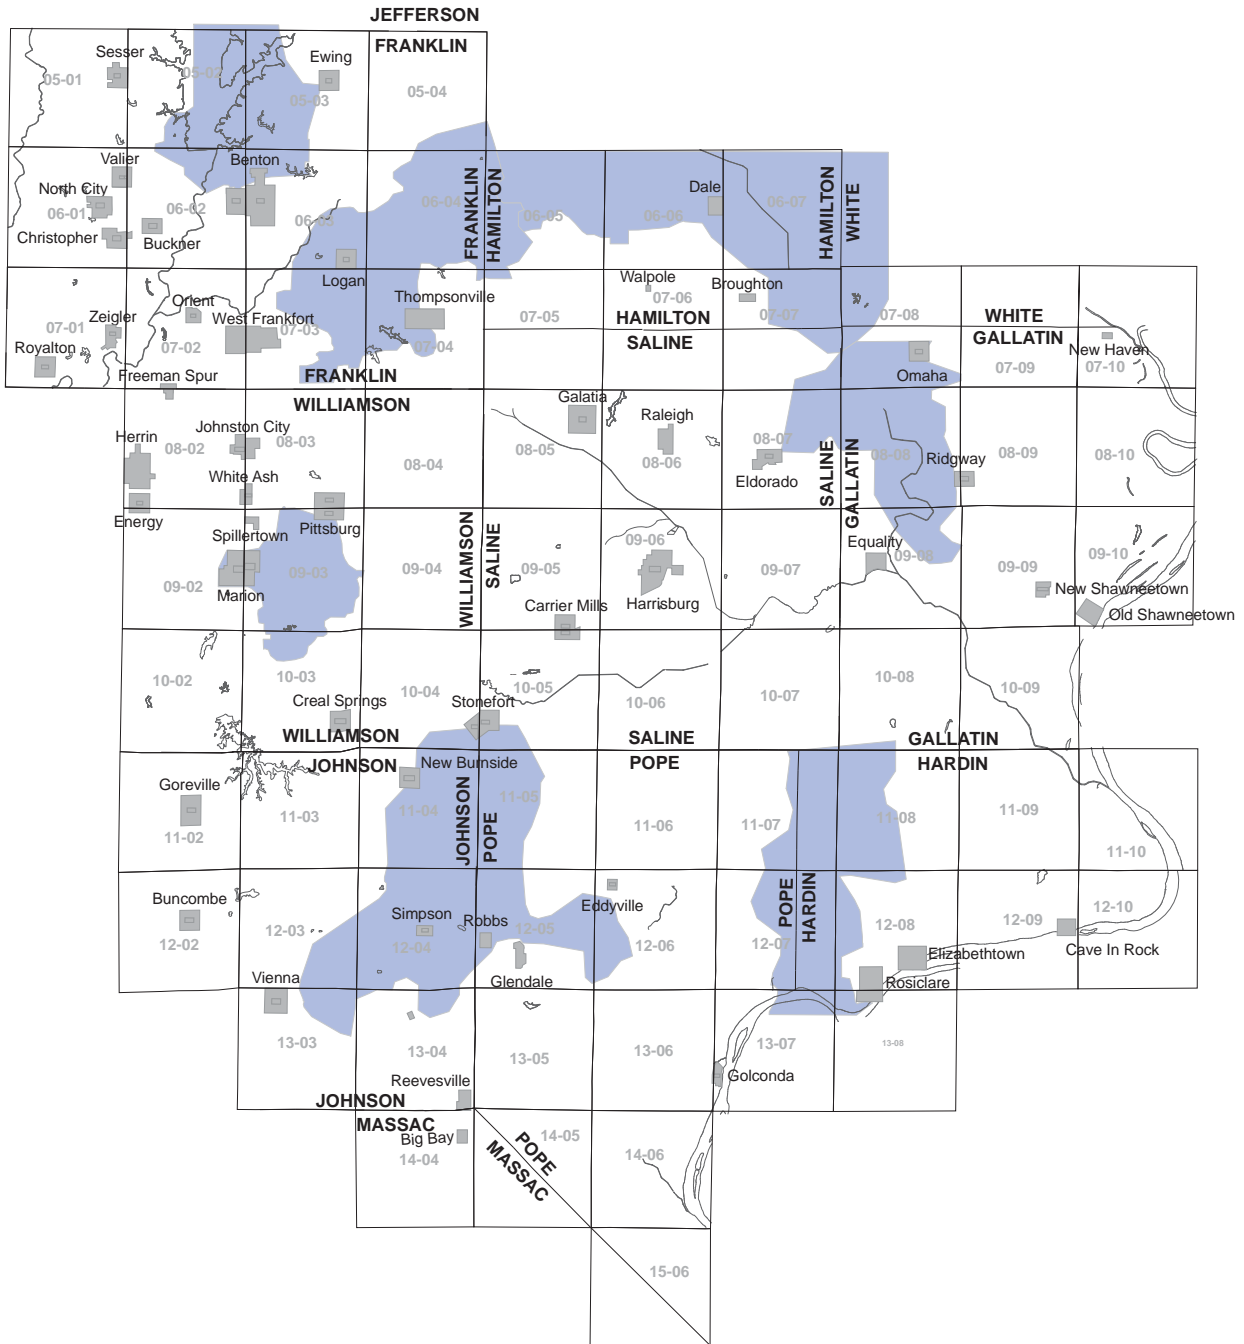 JEFFERSON
FRANKLIN
Sesser
Ewing
05-01
05-02
05-03
05-04
Valier
Benton
North City
06-01
06-02
06-03
06-04
FRANKLIN
HAMILTON
06-05
06-06
Dale
06-07
HAMILTON
WHITE
Christopher
Buckner
Logan
Walpole
Broughton
Thompsonville
07-06
Orient
Zeigler
West Frankfort
07-01
07-02
07-03
07-04
07-05
HAMILTON
SALINE
07-07
07-08
WHITE
GALLATIN
New Haven
Royalton
Freeman Spur
FRANKLIN
WILLIAMSON
Omaha
07-09
07-10
Galatia
Raleigh
Johnston City
Herrin
08-02
08-03
08-04
08-05
08-06
08-07
SALINE
GALLATIN
08-08
Ridgway
08-09
08-10
White Ash
Eldorado
Energy
Pittsburg
Spillertown
WILLIAMSON
SALINE
09-06
Equality
09-08
09-10
09-02
Marion
09-03
09-04
09-05
09-07
09-09
New Shawneetown
Carrier Mills
Harrisburg
Old Shawneetown
10-02
10-03
10-04
10-05
10-06
10-07
10-08
10-09
Creal Springs
Stonefort
WILLIAMSON
JOHNSON
SALINE
POPE
GALLATIN
HARDIN
New Burnside
Goreville
11-02
11-03
11-04
JOHNSON
POPE
11-05
11-06
11-07
11-08
11-09
11-10
Buncombe
Simpson
Robbs
Eddyville
POPE
HARDIN
12-02
12-03
12-04
12-05
12-06
12-07
12-08
12-09
12-10
Cave In Rock
Elizabethtown
Vienna
Glendale
Rosiclare
13-03
13-04
13-05
13-06
13-07
13-08
Reevesville
Golconda
JOHNSON
MASSAC
Big Bay
14-04
POPE
MASSAC
14-05
14-06
15-06